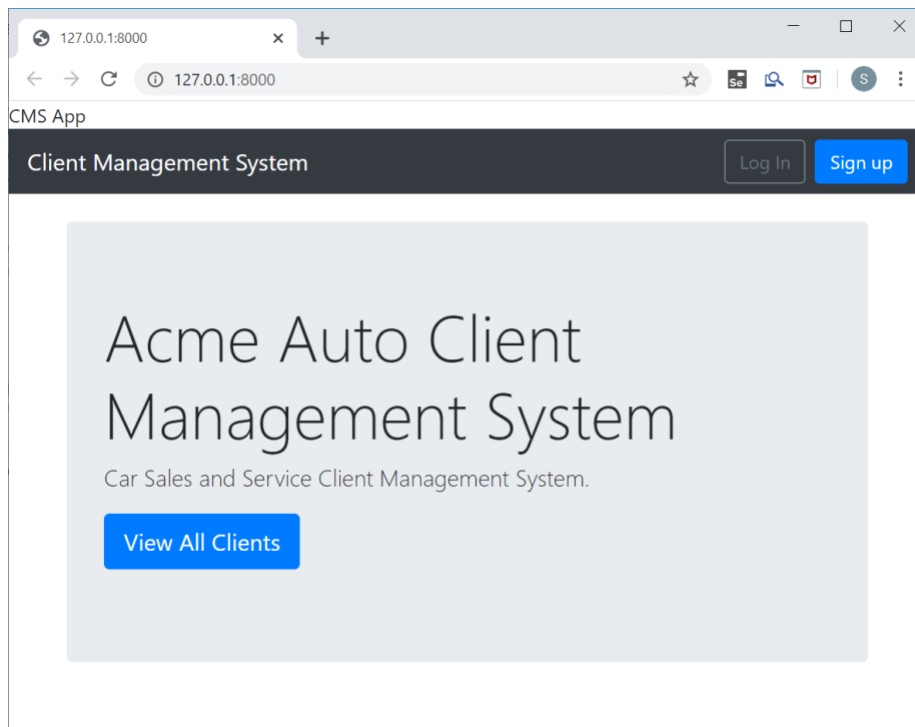 127.0.0.1:8000
127.0.0.1:8000
Se
S
CMS App
Client Management System
Log In
Sign up
Acme Auto Client
Management System
Car Sales and Service Client Management System.
View All Clients